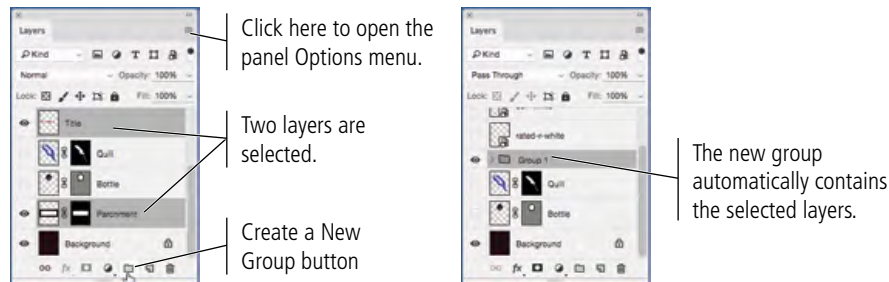 Layers
Kind
Normal
Opacity: 100%
Lock:
Fill: 100%
Title
Quill
Bottle
Parchment
Background
fx
Click here to open the
panel Options menu.
Two layers are
selected.
Create a New
Group button
Layers
Kind
Pass Through
Opacity: 100%
Lock:
Fill: 100%
rated-r-white
Group 1
Quill
Bottle
Background
fx
The new group
automatically contains
the selected layers.